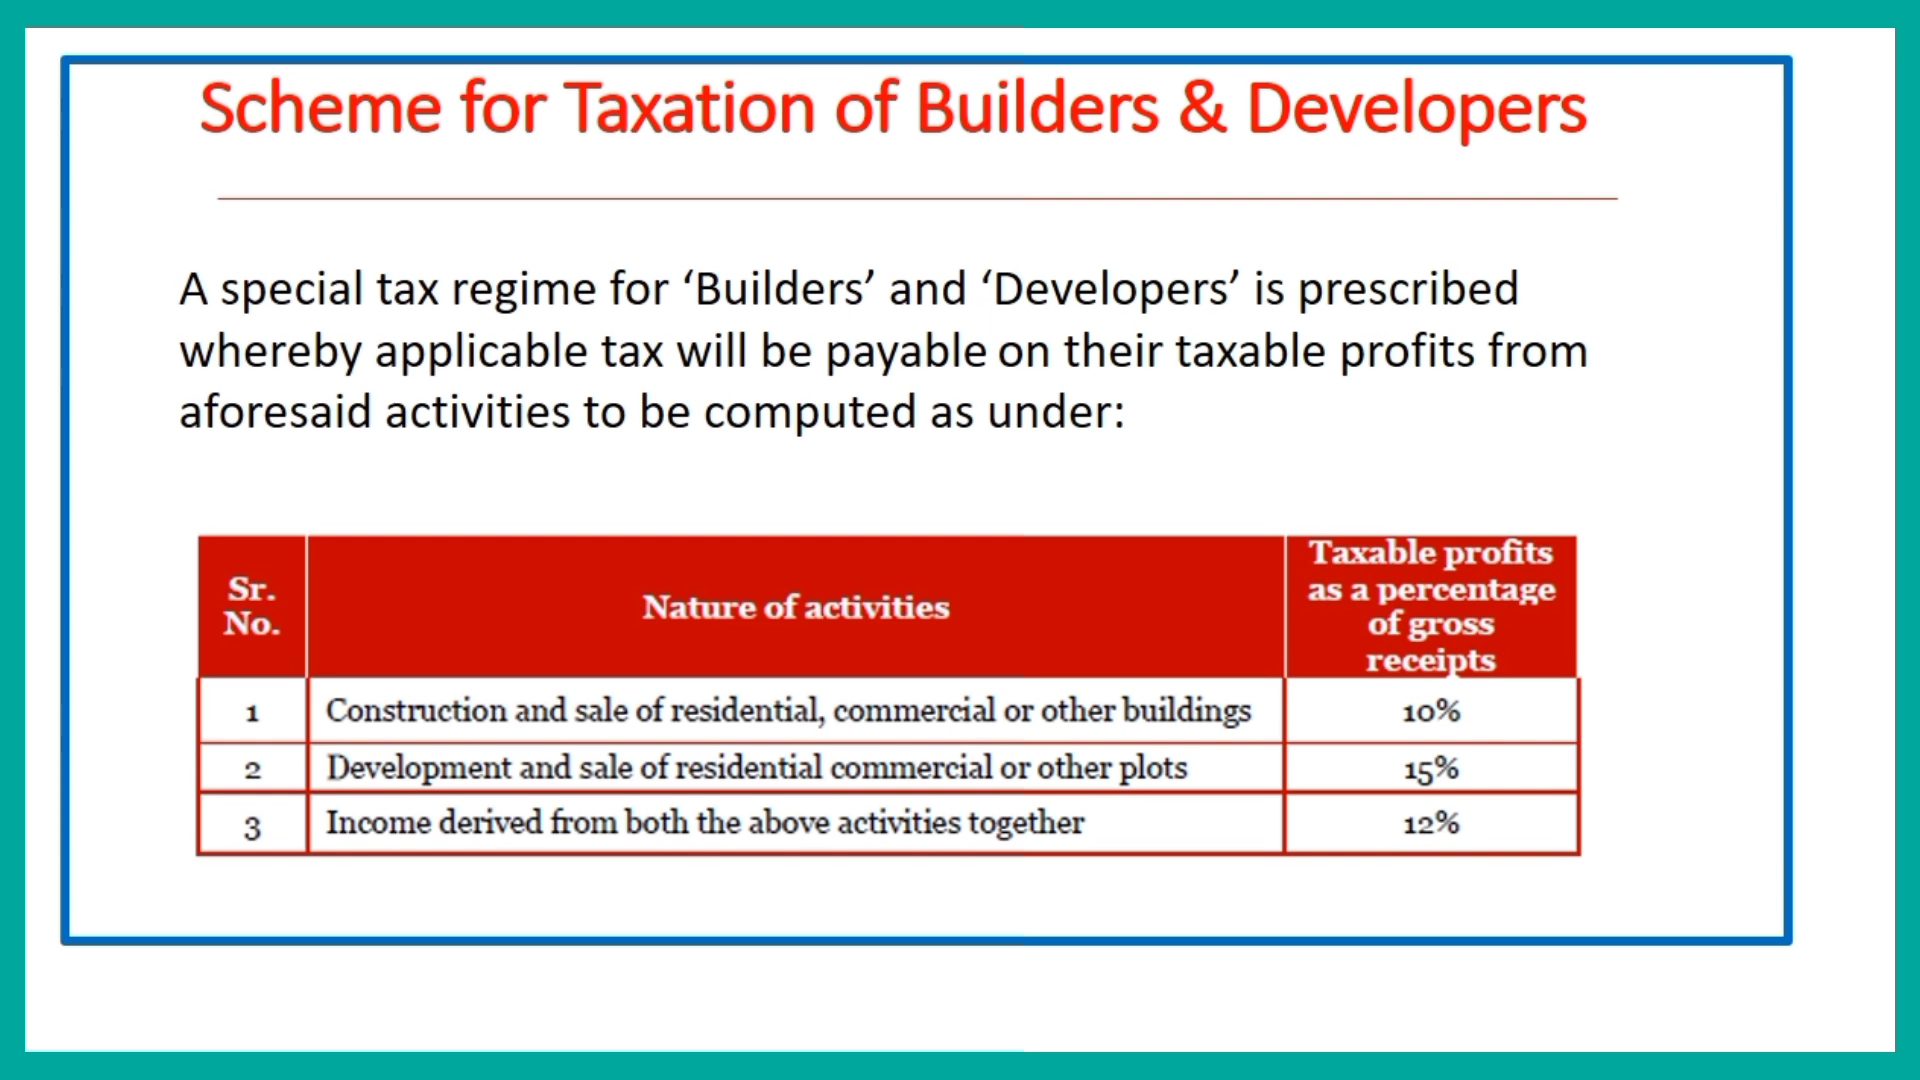 Scheme for Taxation of Builders & Developers
A special tax regime for ‘Builders’ and ‘Developers’ is prescribed
whereby applicable tax will be payable on their taxable profits from
aforesaid activities to be computed as under:
Sr. No. Nature of activities Taxable profits as a percentage of gross receipts
1 Construction and sale of residential, commercial or other buildings 10%
2 Development and sale of residential commercial or other plots 15%
3 Income derived from both the above activities together 12%